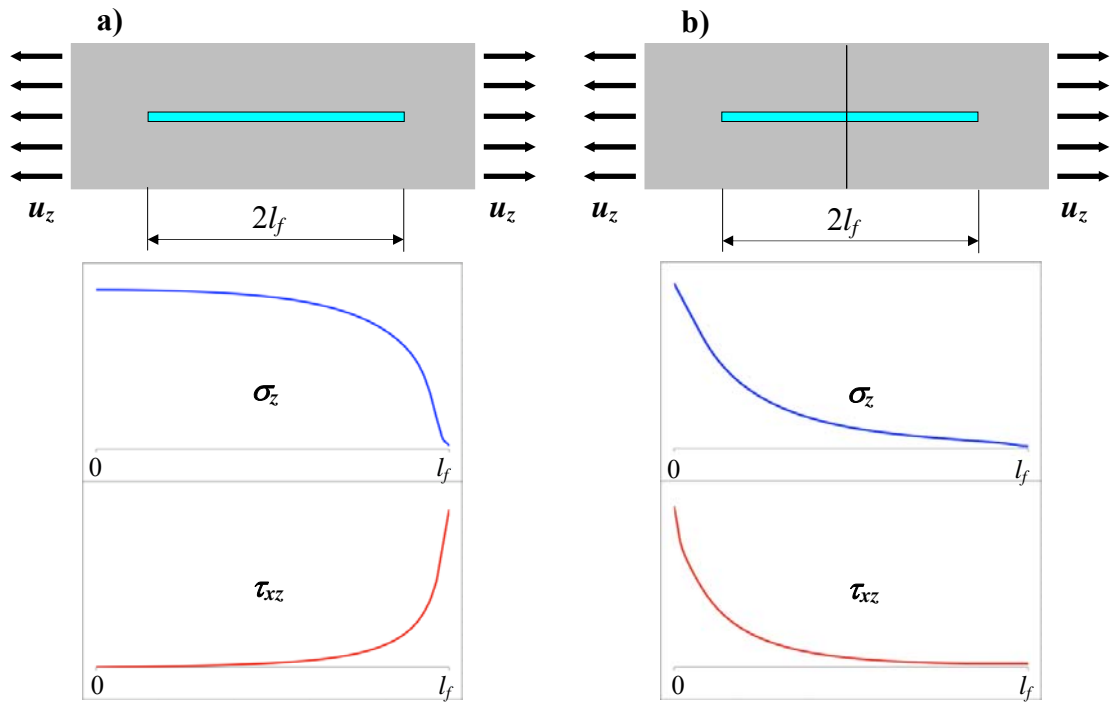 a)
b)
u_z u_z u_z u_z
2l_f 2l_f
σ_z
σ_z
0 l_f
0 l_f
τ_xz
τ_xz
0 l_f
0 l_f